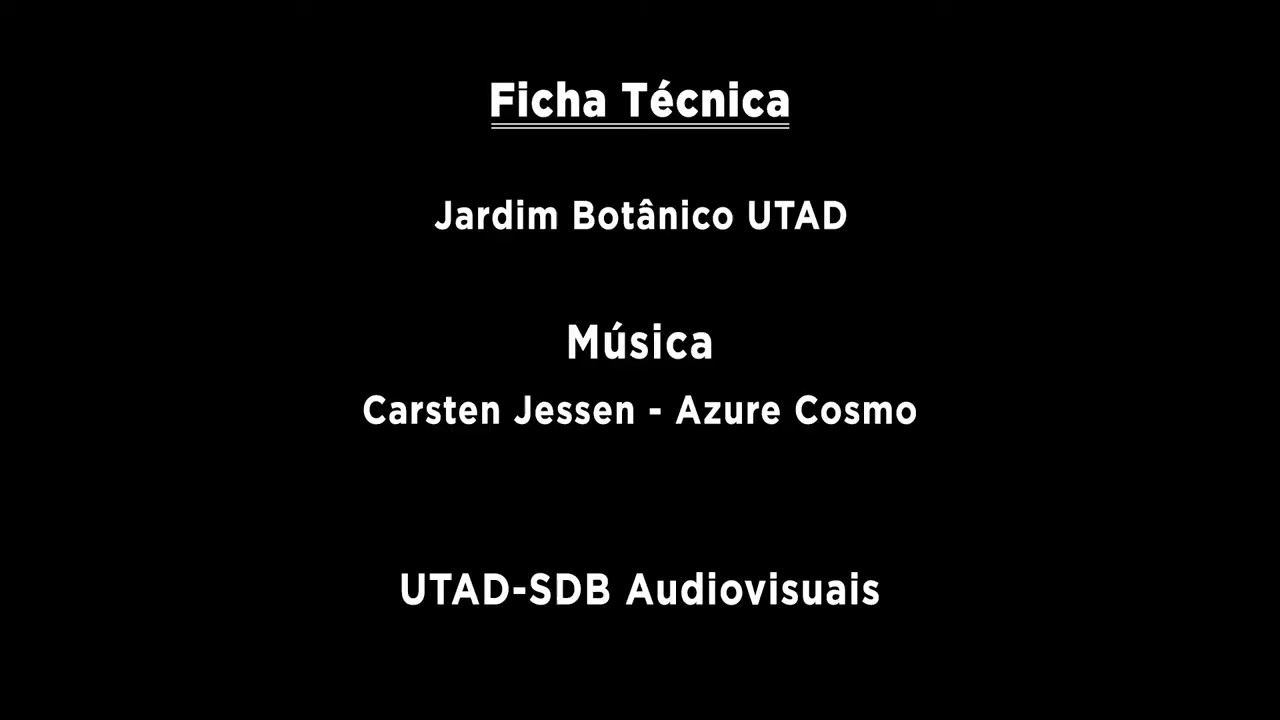 Ficha Técnica
Jardim Botânico UTAD
Música
Carsten Jessen - Azure Cosmo
UTAD-SDB Audiovisuais